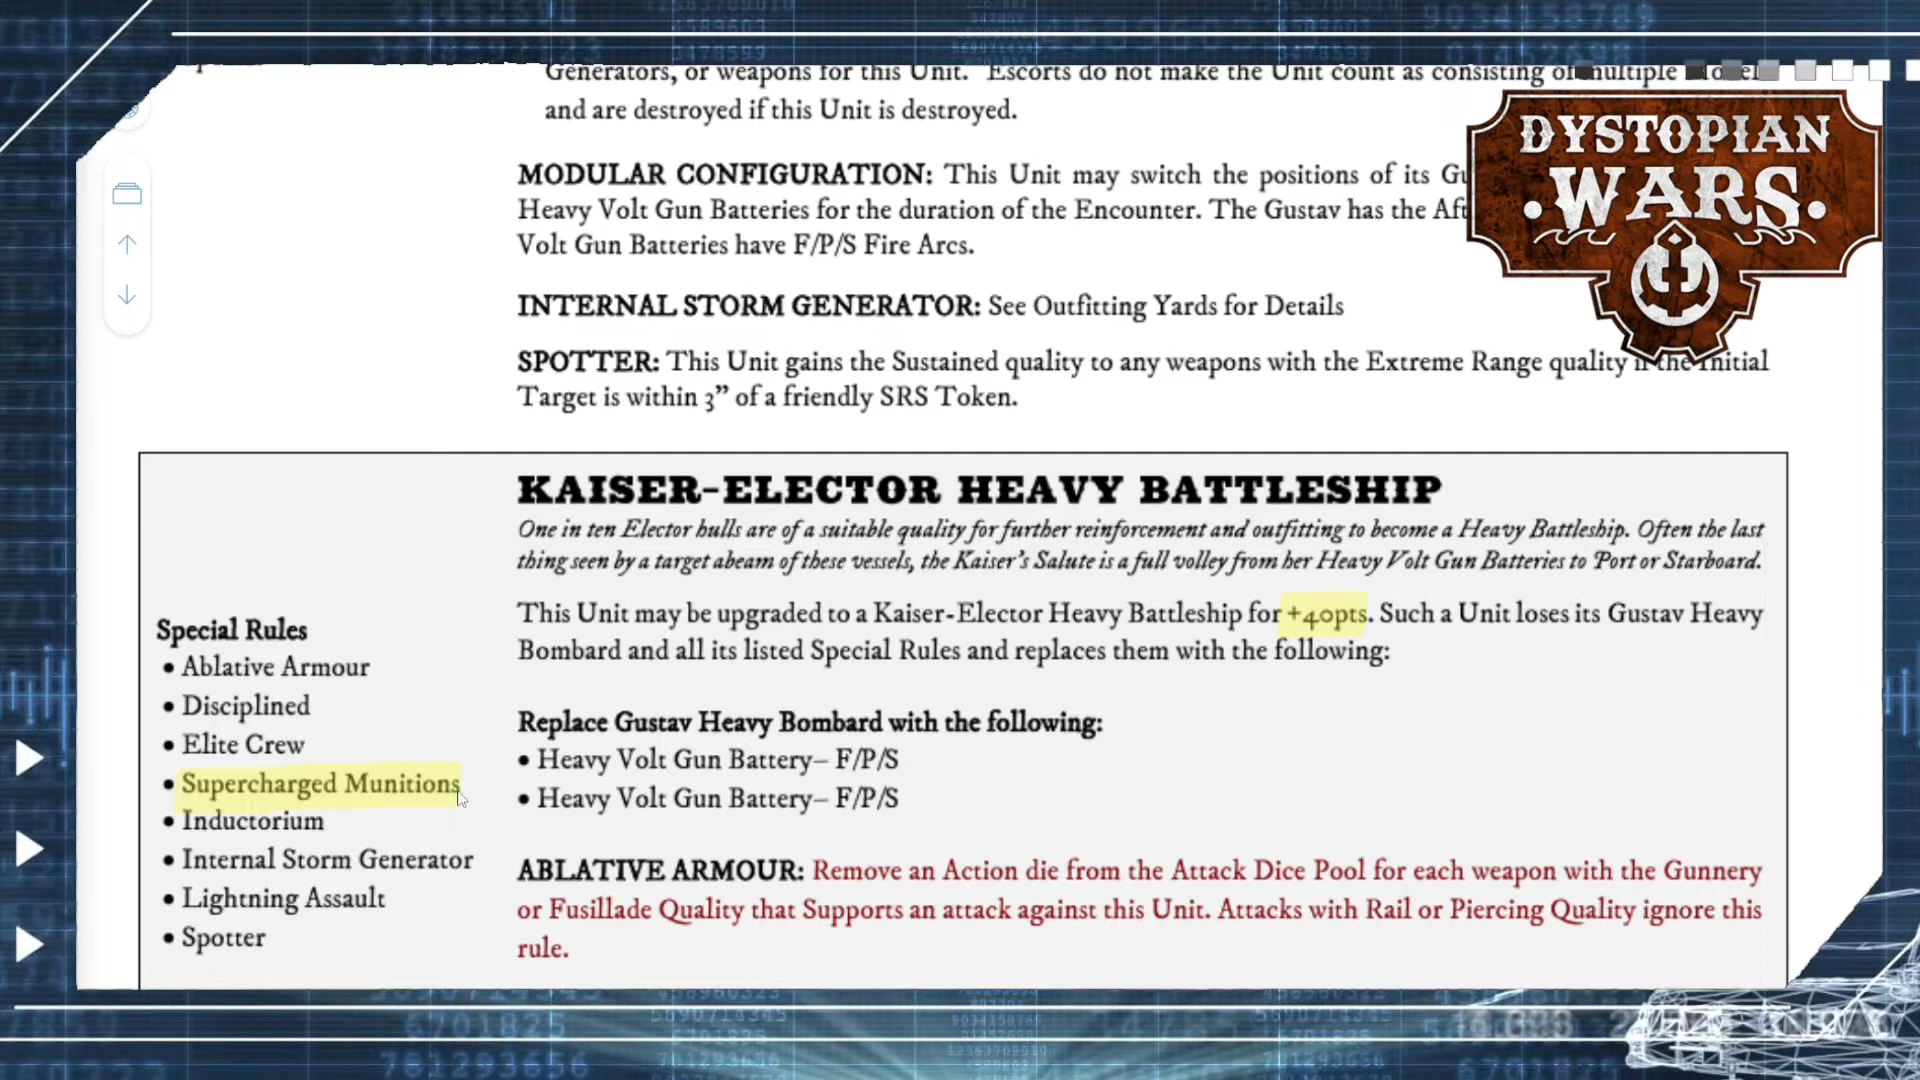 Generators, or weapons for this Unit. Escorts do not make the Unit count as consisting of multiple
and are destroyed if this Unit is destroyed.
DYSTOPIAN
WARS
MODULAR CONFIGURATION: This Unit may switch the positions of its
Heavy Volt Gun Batteries for the duration of the Encounter. The Gustav has the
Volt Gun Batteries have F/P/S Fire Arcs.
INTERNAL STORM GENERATOR: See Outfitting Yards for Details
SPOTTER: This Unit gains the Sustained quality to any weapons with the Extreme Range quality if the Initial
Target is within 3” of a friendly SRS Token.
KAISER-ELECTOR HEAVY BATTLESHIP
One in ten Elector hulls are of a suitable quality for further reinforcement and outfitting to become a Heavy Battleship. Often the last
thing seen by a target abeam of these vessels, the Kaiser's Salute is a full volley from her Heavy Volt Gun Batteries to Port or Starboard.
This Unit may be upgraded to a Kaiser-Elector Heavy Battleship for +40pts. Such a Unit loses its Gustav Heavy
Bombard and all its listed Special Rules and replaces them with the following:
Special Rules
• Ablative Armour
• Disciplined
• Elite Crew
• Supercharged Munitions
• Inductorium
• Internal Storm Generator
• Lightning Assault
• Spotter
Replace Gustav Heavy Bombard with the following:
• Heavy Volt Gun Battery– F/P/S
• Heavy Volt Gun Battery– F/P/S
ABLATIVE ARMOUR: Remove an Action die from the Attack Dice Pool for each weapon with the Gunnery
or Fusillade Quality that Supports an attack against this Unit. Attacks with Rail or Piercing Quality ignore this
rule.